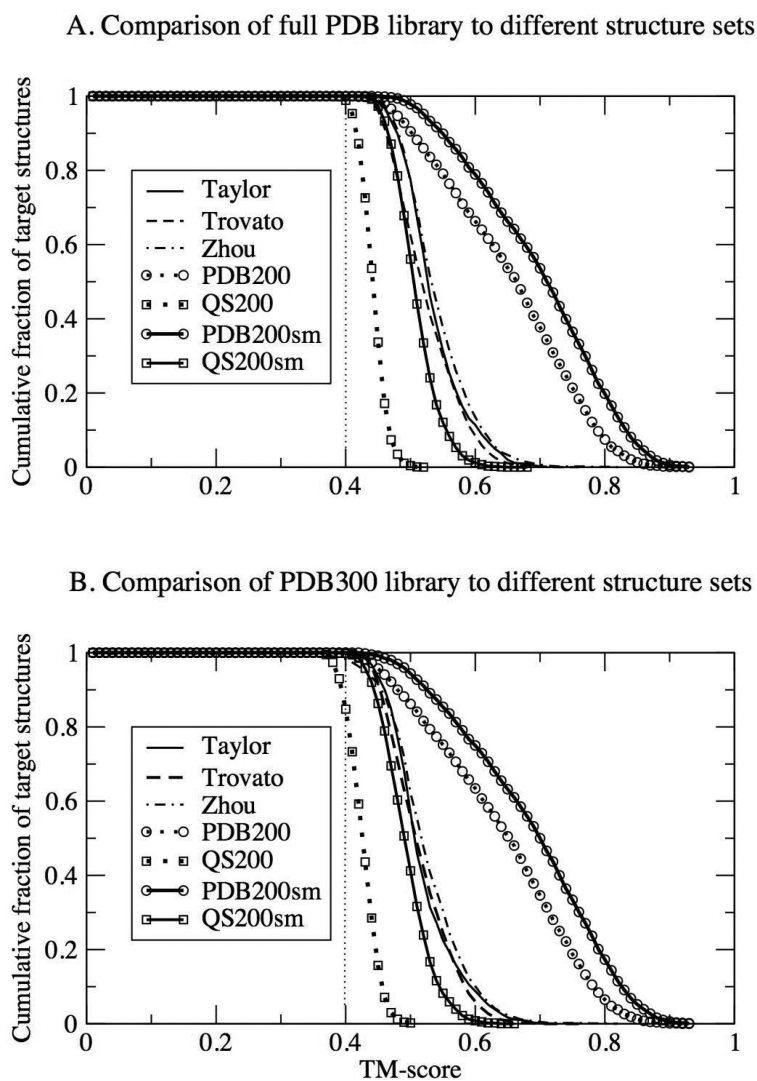 A. Comparison of full PDB library to different structure sets
Cumulative fraction of target structures
1
0.8
0.6
0.4
0.2
0
Taylor
Trovato
Zhou
PDB200
QS200
PDB200sm
QS200sm
0
0.2
0.4
0.6
0.8
1
B. Comparison of PDB300 library to different structure sets
Cumulative fraction of target structures
1
0.8
0.6
0.4
0.2
0
Taylor
Trovato
Zhou
PDB200
QS200
PDB200sm
QS200sm
0
0.2
0.4
0.6
0.8
1
TM-score